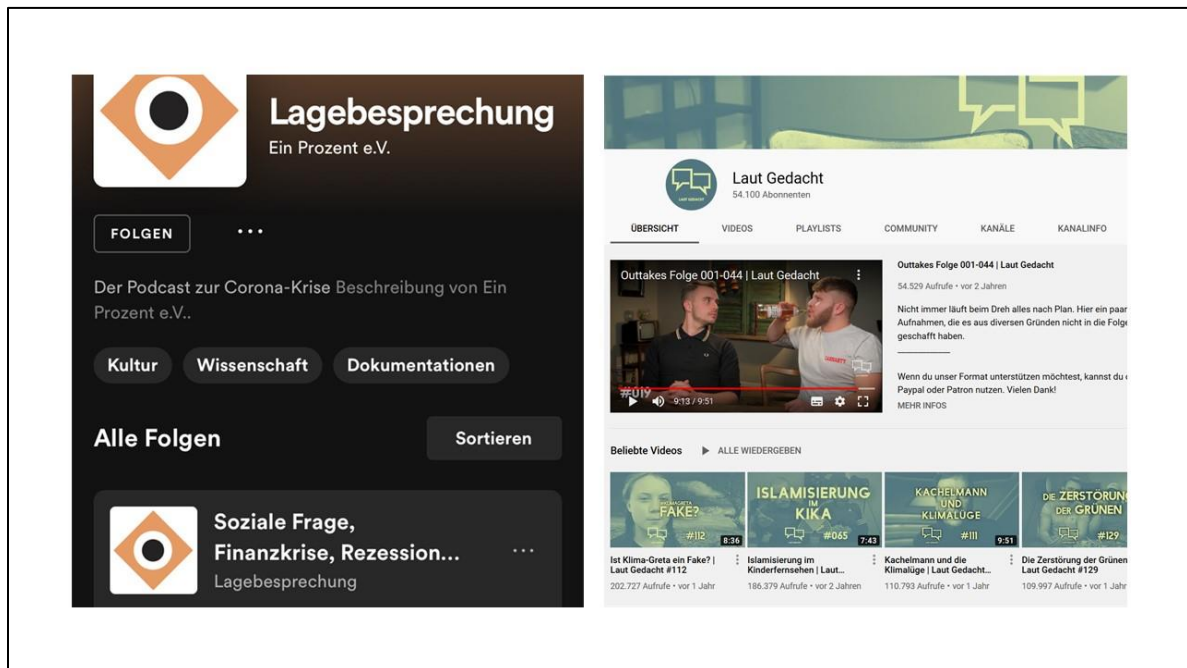 Lagebesprechung
Ein Prozent e.V.
FOLGEN
Der Podcast zur Corona-Krise Beschreibung von Ein
Prozent e.V..
Kultur Wissenschaft Dokumentationen
Alle Folgen
Sortieren
Soziale Frage,
Finanzkrise, Rezession...
Lagebesprechung
LAUT GEDACHT
Laut Gedacht
54.100 Abonnenten
ÜBERSICHT VIDEOS PLAYLISTS COMMUNITY KANÄLE KANALINFO
Outtakes Folge 001-044 | Laut Gedacht
#019
9:13 / 9:51
Outtakes Folge 001-044 | Laut Gedacht
54.529 Aufrufe • vor 2 Jahren
Nicht immer läuft beim Dreh alles nach Plan. Hier ein paar
Aufnahmen, die es aus diversen Gründen nicht in die Folge
geschafft haben.
Wenn du unser Format unterstützen möchtest, kannst du
Paypal oder Patron nutzen. Vielen Dank!
MEHR INFOS
Beliebte Videos ALLE WIEDERGEBEN
FAKE?
#112
8:36
Ist Klima-Greta ein Fake? |
Laut Gedacht #112
202.727 Aufrufe • vor 1 Jahr
ISLAMISIERUNG
IM
KIKA
#065
7:43
Islamisierung im
Kinderfernsehen | Laut...
186.379 Aufrufe • vor 2 Jahren
KACHELMANN
UND
KLIMALÜGE
#111
9:51
Kachelmann und die
Klimalüge | Laut Gedacht...
110.793 Aufrufe • vor 1 Jahr
DIE ZERSTÖRUN
DER GRÜNEN
#129
Die Zerstörung der Grünen
Laut Gedacht #129
109.997 Aufrufe • vor 1 Jahr